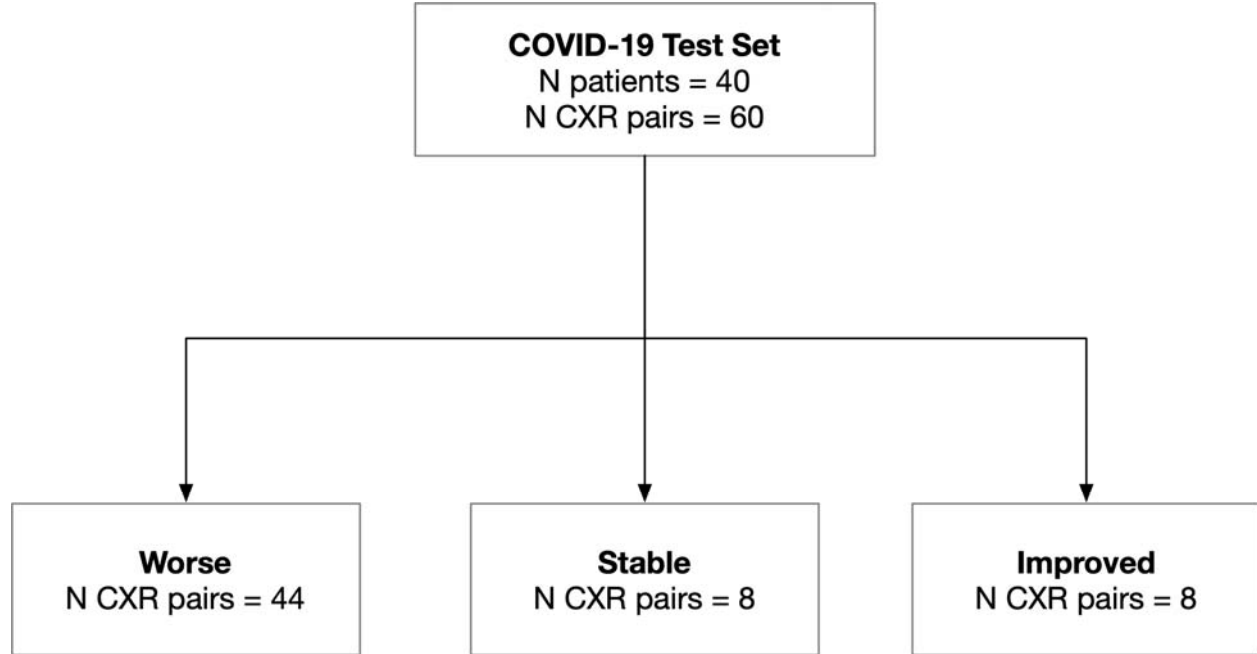 COVID-19 Test Set
N patients = 40
N CXR pairs = 60
Worse
N CXR pairs = 44
Stable
N CXR pairs = 8
Improved
N CXR pairs = 8